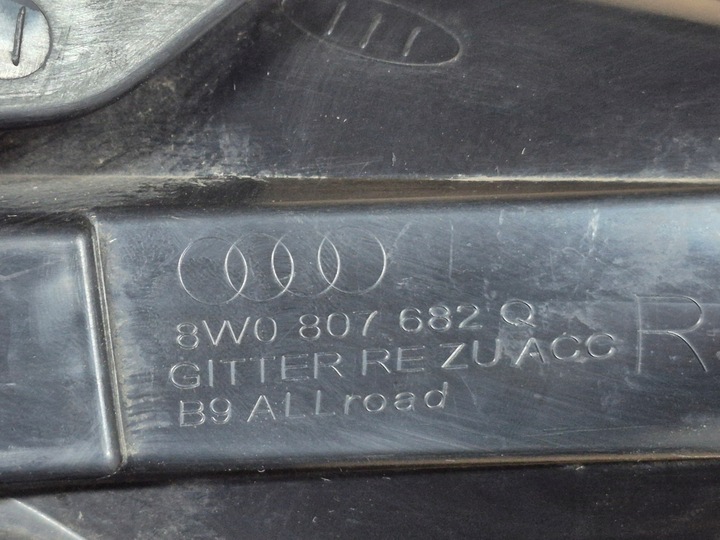 8W0 807 682 Q
GITTER RE ZU ACC
B9 ALLroad
R